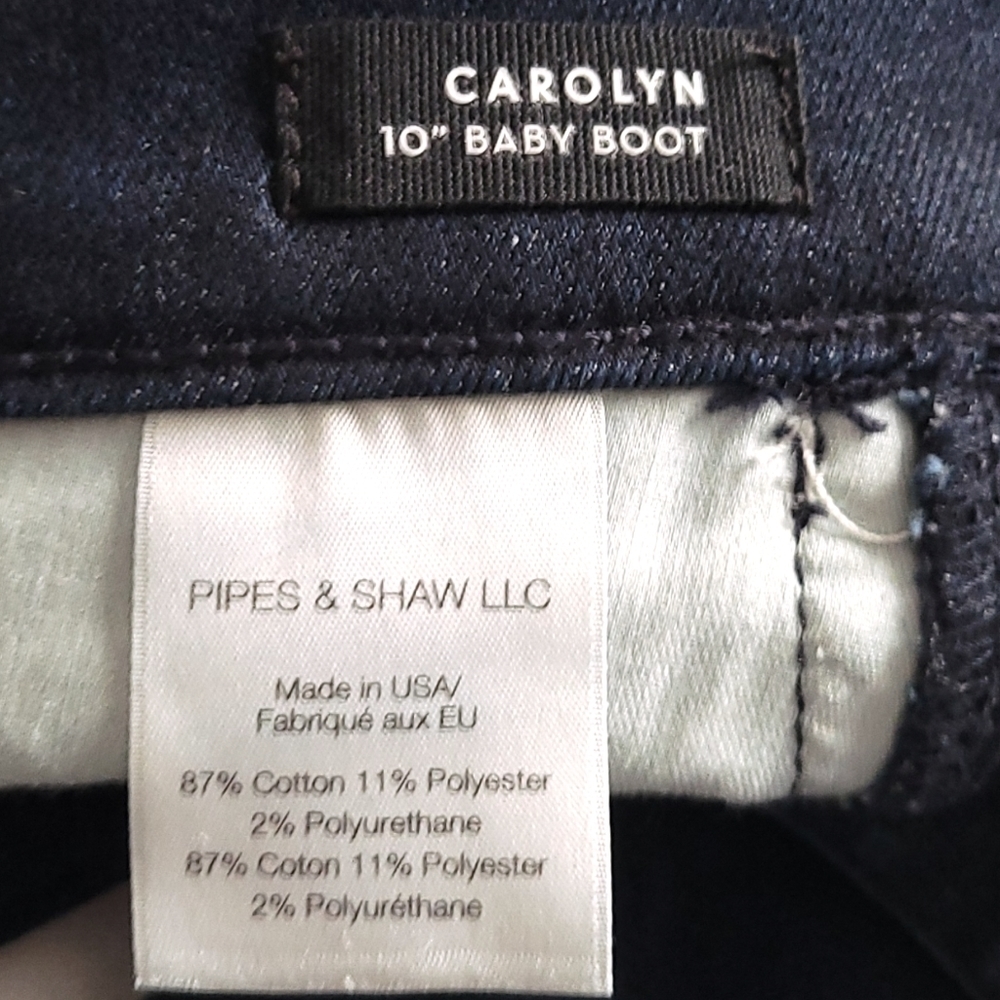 CAROLYN
10" BABY BOOT
PIPES & SHAW LLC
Made in USA/
Fabriqué aux EU
87% Cotton 11% Polyester
2% Polyurethane
87% Coton 11% Polyester
2% Polyuréthane